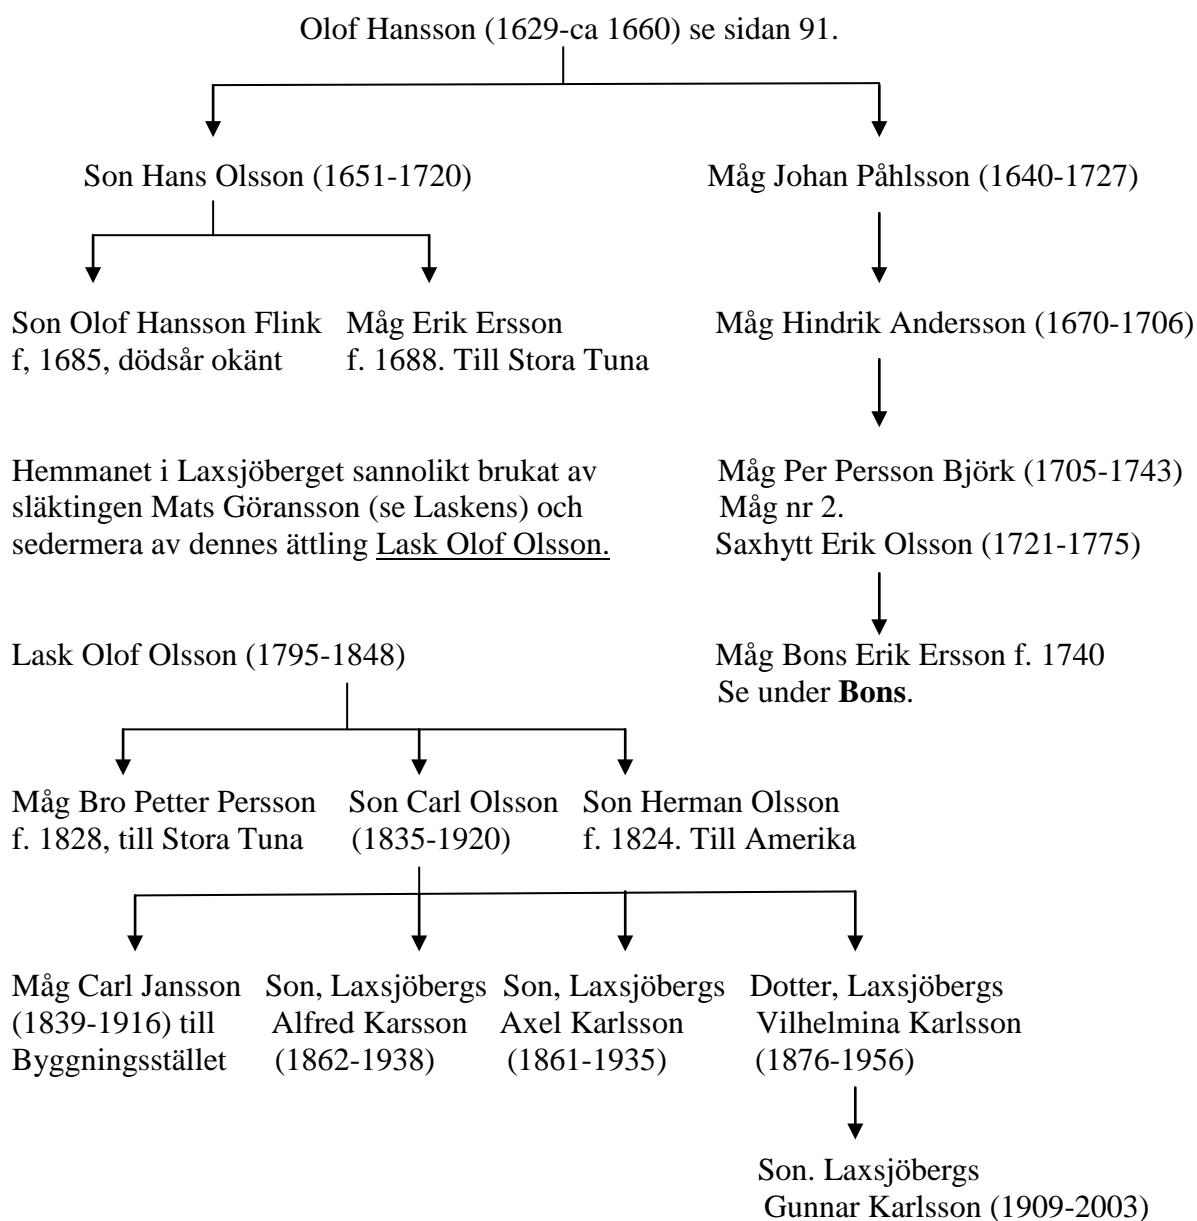 Olof Hansson (1629-ca 1660) se sidan 91.
Son Hans Olsson (1651-1720)
Måg Johan Påhlsson (1640-1727)
Son Olof Hansson Flink
f, 1685, dödsår okänt
Måg Erik Ersson
f. 1688. Till Stora Tuna
Måg Hindrik Andersson (1670-1706)
Hemmanet i Laxsjöberget sannolikt brukat av
släktingen Mats Göransson (se Laskens) och
sedermera av dennes ättling Lask Olof Olsson.
Måg Per Persson Björk (1705-1743)
Måg nr 2.
Saxhytt Erik Olsson (1721-1775)
Lask Olof Olsson (1795-1848)
Måg Bons Erik Ersson f. 1740
Se under Bons.
Måg Bro Petter Persson
f. 1828, till Stora Tuna
Son Carl Olsson
(1835-1920)
Son Herman Olsson
f. 1824. Till Amerika
Måg Carl Jansson
(1839-1916) till
Byggningsstället
Son, Laxsjöbergs
Alfred Karsson
(1862-1938)
Son, Laxsjöbergs
Axel Karlsson
(1861-1935)
Dotter, Laxsjöbergs
Vilhelmina Karlsson
(1876-1956)
Son. Laxsjöbergs
Gunnar Karlsson (1909-2003)